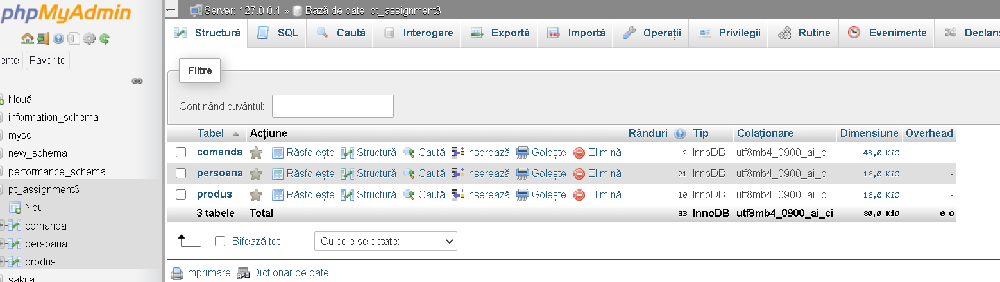 phpMyAdmin
ente Favorite
Nouă
information_schema
mysql
new_schema
performance_schema
pt_assignment3
Nou
comanda
persoana
produs
sakila
Server: 127.0.0.1 » Bază de date: pt_assignment3
Structură SQL Caută Interogare Exportă Importă Operații Privilegii Rutine Evenimente Declanș
Filtre
Conținând cuvântul:
Tabel Acțiune Rânduri Tip Colaționare Dimensiune Overhead
comanda Răsfoiește Structură Caută Inserează Golește Elimină 2 InnoDB utf8mb4_0900_ai_ci 48,0 KiO -
persoana Răsfoiește Structură Caută Inserează Golește Elimină 21 InnoDB utf8mb4_0900_ai_ci 16,0 KiO -
produs Răsfoiește Structură Caută Inserează Golește Elimină 10 InnoDB utf8mb4_0900_ai_ci 16,0 KiO -
3 tabele Total 33 InnoDB utf8mb4_0900_ai_ci 80,0 KiO 0 O
Bifează tot Cu cele selectate:
Imprimare Dicționar de date